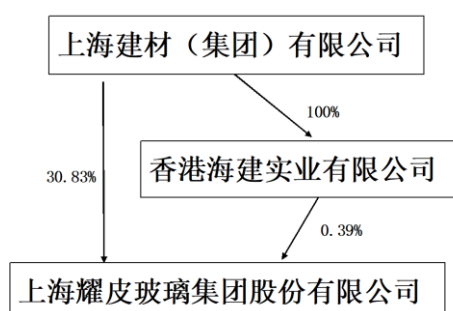 上海建材（集团）有限公司
100%
30.83%
香港海建实业有限公司
0.39%
上海耀皮玻璃集团股份有限公司